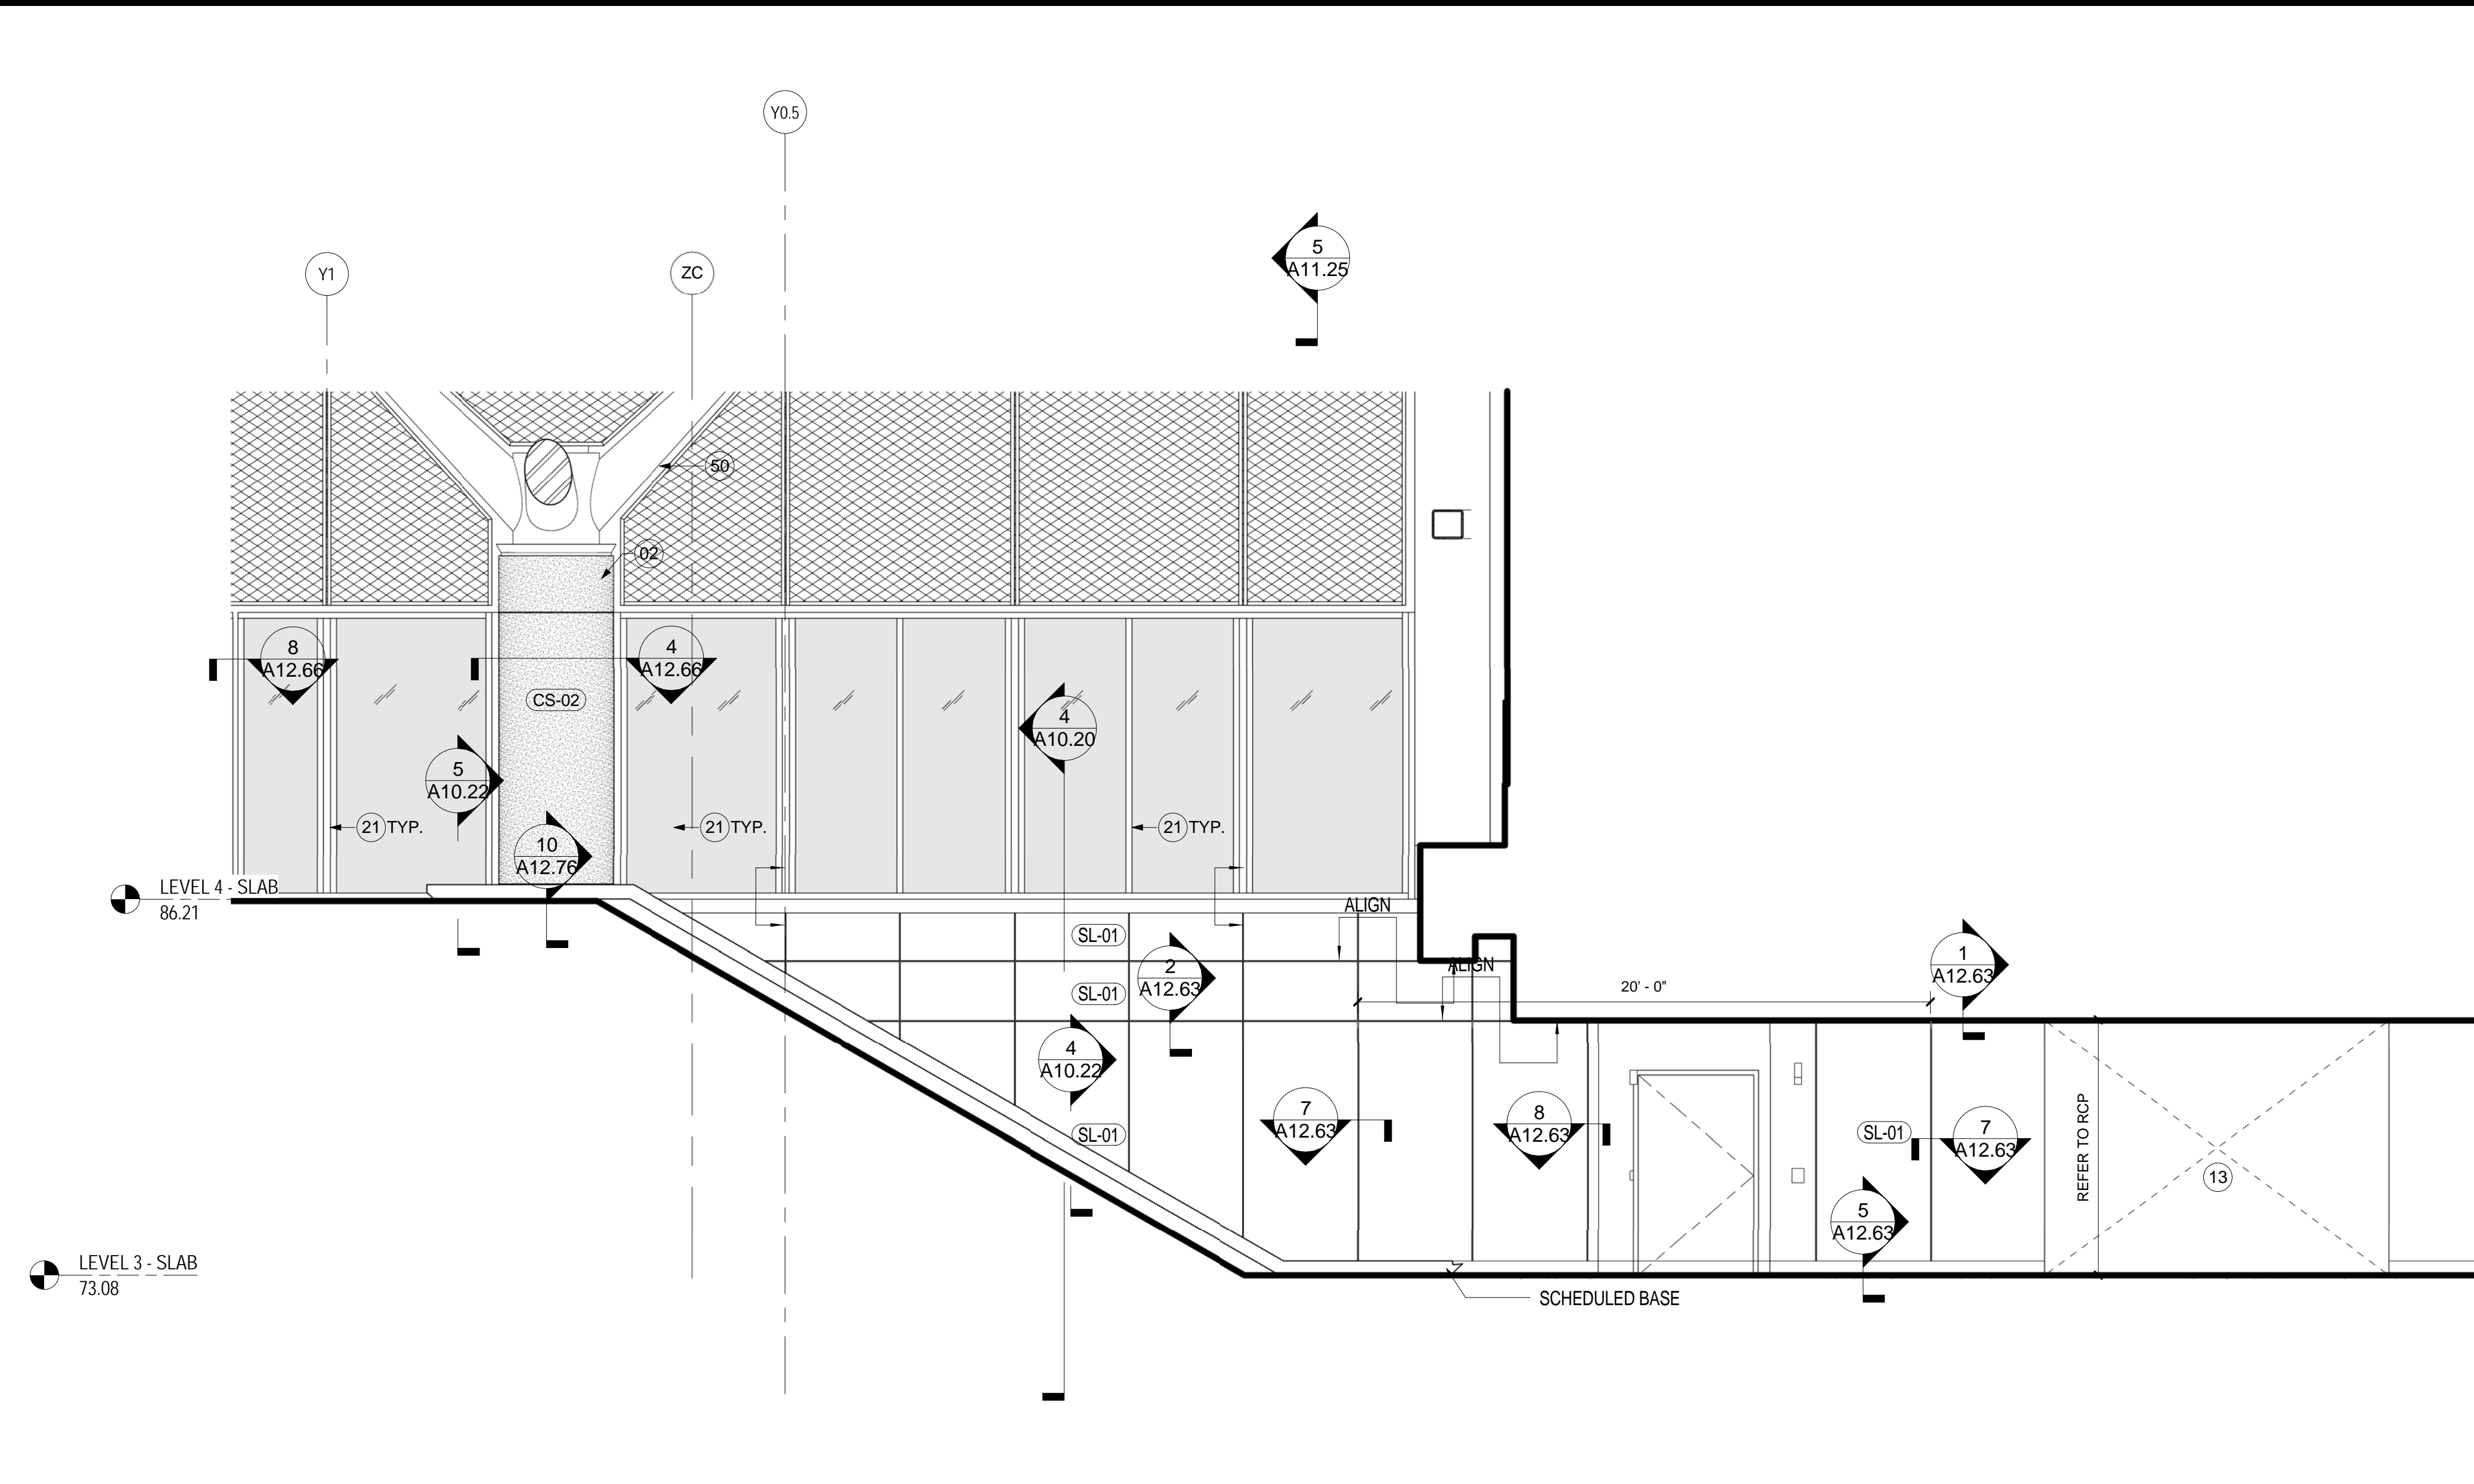 Y0.5
5
A11.25
Y1
ZC
50
02
8
A12.66
4
A12.66
CS-02
4
A10.20
5
A10.22
21 TYP.
21 TYP.
21 TYP.
10
A12.76
LEVEL 4 - SLAB
86.21
ALIGN
SL-01
2
A12.63
ALIGN
1
A12.63
SL-01
20' - 0"
4
A10.22
7
A12.63
8
A12.63
SL-01
SL-01
7
A12.63
REFER TO RCP
13
5
A12.63
LEVEL 3 - SLAB
73.08
SCHEDULED BASE